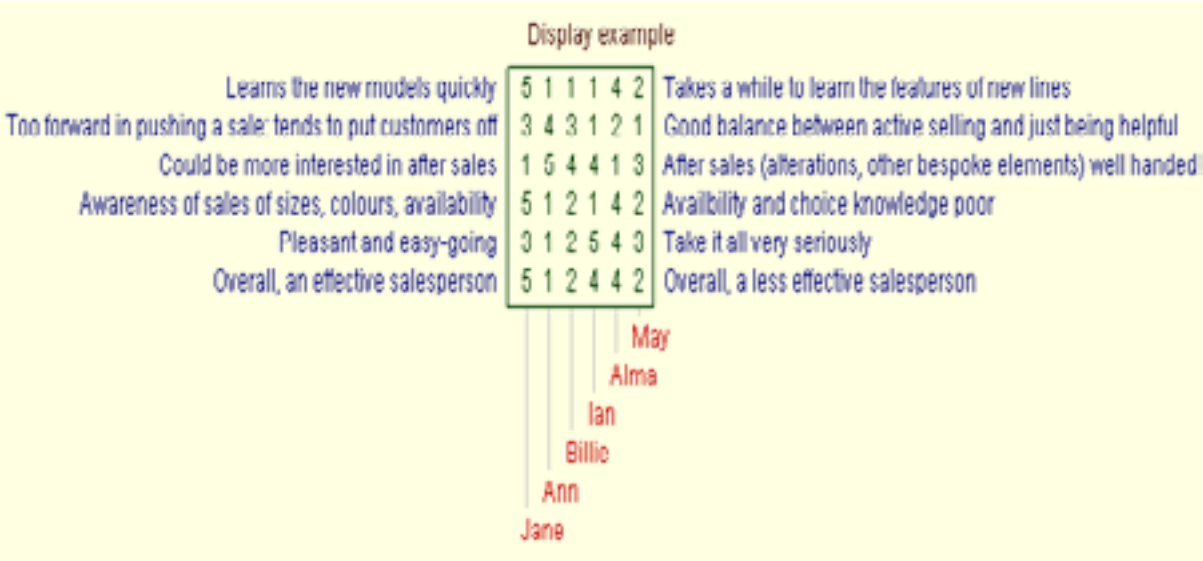 Display example
Learns the new models quickly 5 1 1 1 4 2 Takes a while to learn the features of new lines
Too forward in pushing a sale: tends to put customers off 3 4 3 1 2 1 Good balance between active selling and just being helpful
Could be more interested in after sales 1 5 4 4 1 3 After sales (alterations, other bespoke elements) well handed
Awareness of sales of sizes, colours, availability 5 1 2 1 4 2 Availbility and choice knowledge poor
Pleasant and easy-going 3 1 2 5 4 3 Take it all very seriously
Overall, an effective salesperson 5 1 2 4 4 2 Overall, a less effective salesperson
May
Alma
Ian
Billie
Ann
Jane